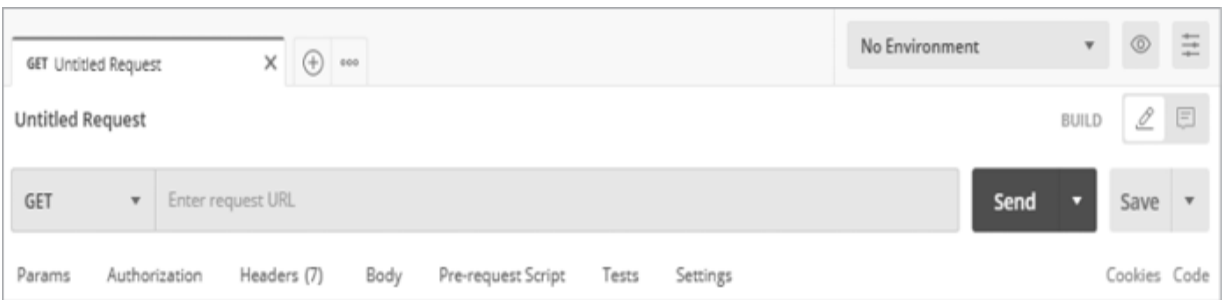 GET Untitled Request
No Environment
Untitled Request
BUILD
GET Enter request URL Send Save
Params Authorization Headers (7) Body Pre-request Script Tests Settings Cookies Code